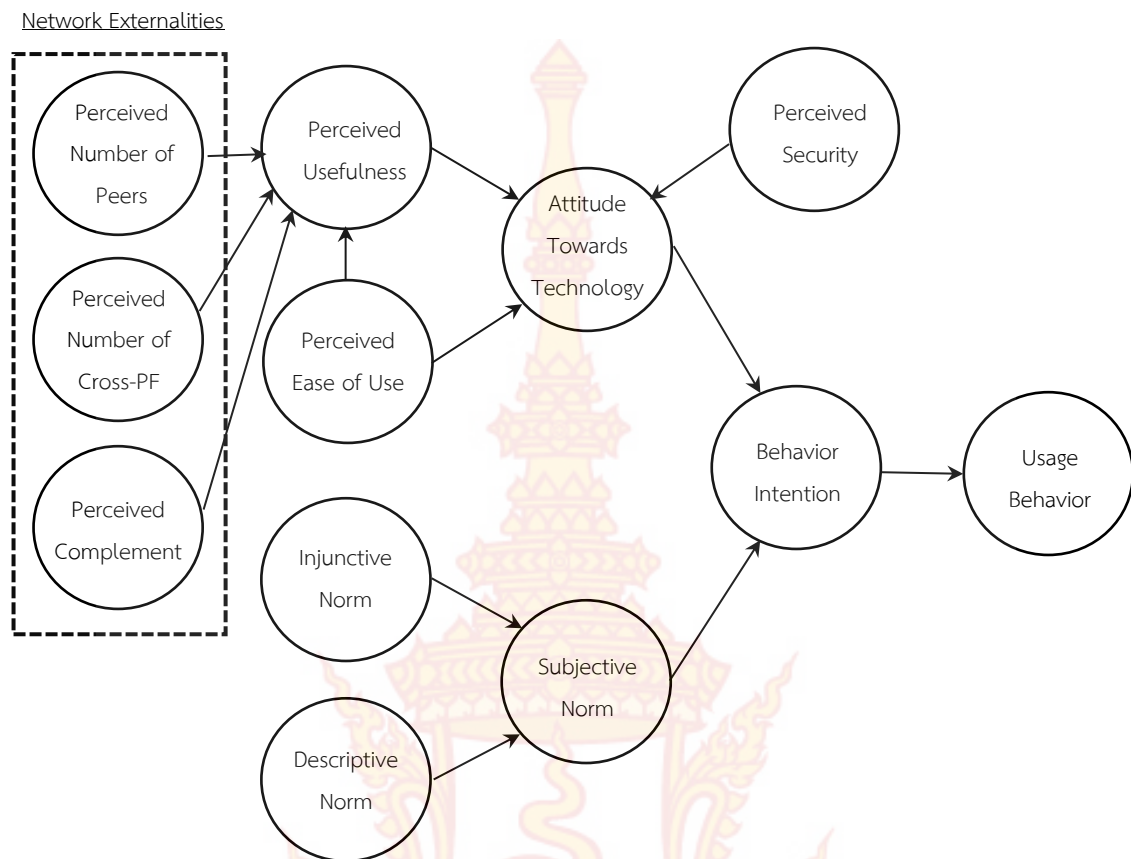 Network Externalities
Perceived
Number of
Peers
Perceived
Usefulness
Perceived
Security
Attitude
Towards
Technology
Perceived
Number of
Cross-PF
Perceived
Ease of Use
Perceived
Complement
Behavior
Intention
Usage
Behavior
Injunctive
Norm
Subjective
Norm
Descriptive
Norm